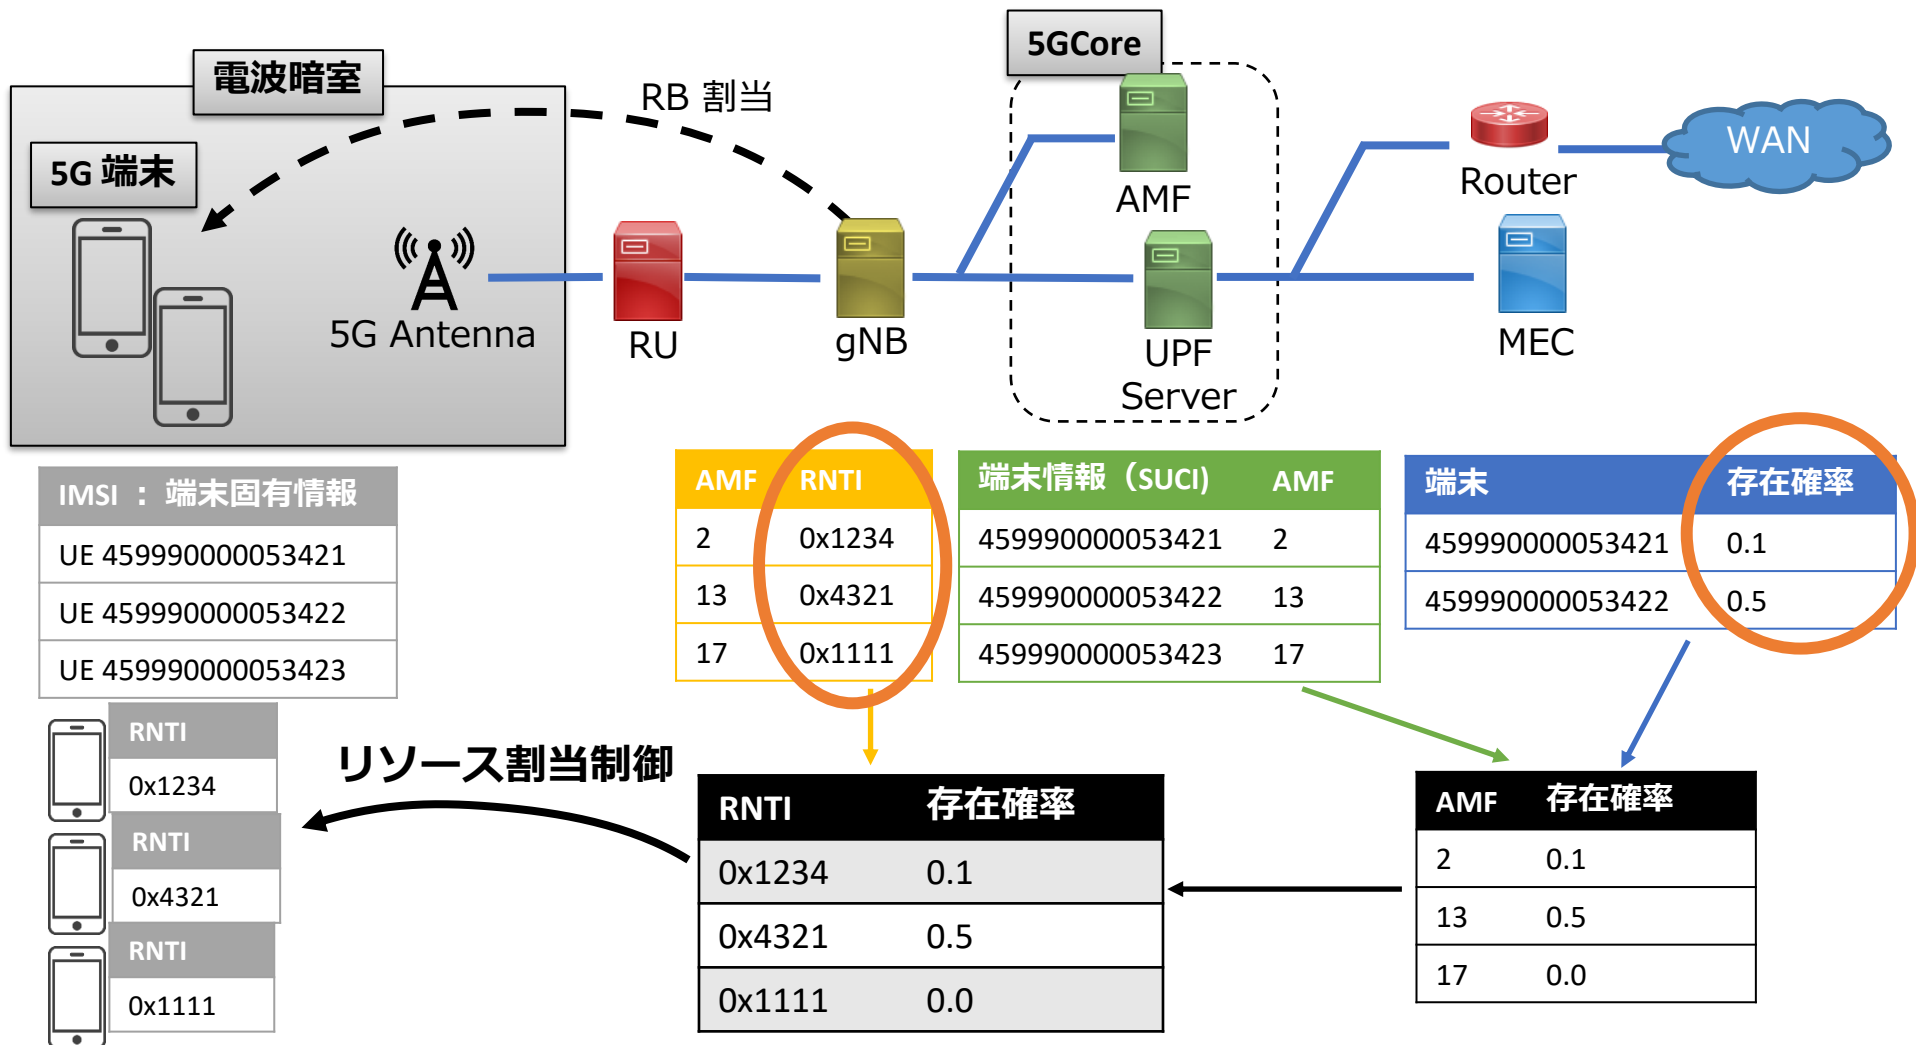 5GCore
電波暗室
RB 割当
5G 端末
WAN
Router
AMF
5G Antenna
RU
gNB
UPF
Server
MEC
IMSI : 端末固有情報
UE 459990000053421
UE 459990000053422
UE 459990000053423
AMF RNTI
2 0x1234
13 0x4321
17 0x1111
端末情報（SUCI) AMF
459990000053421 2
459990000053422 13
459990000053423 17
端末 存在確率
459990000053421 0.1
459990000053422 0.5
RNTI
0x1234
RNTI
0x4321
RNTI
0x1111
リソース割当制御
RNTI 存在確率
0x1234 0.1
0x4321 0.5
0x1111 0.0
AMF 存在確率
2 0.1
13 0.5
17 0.0